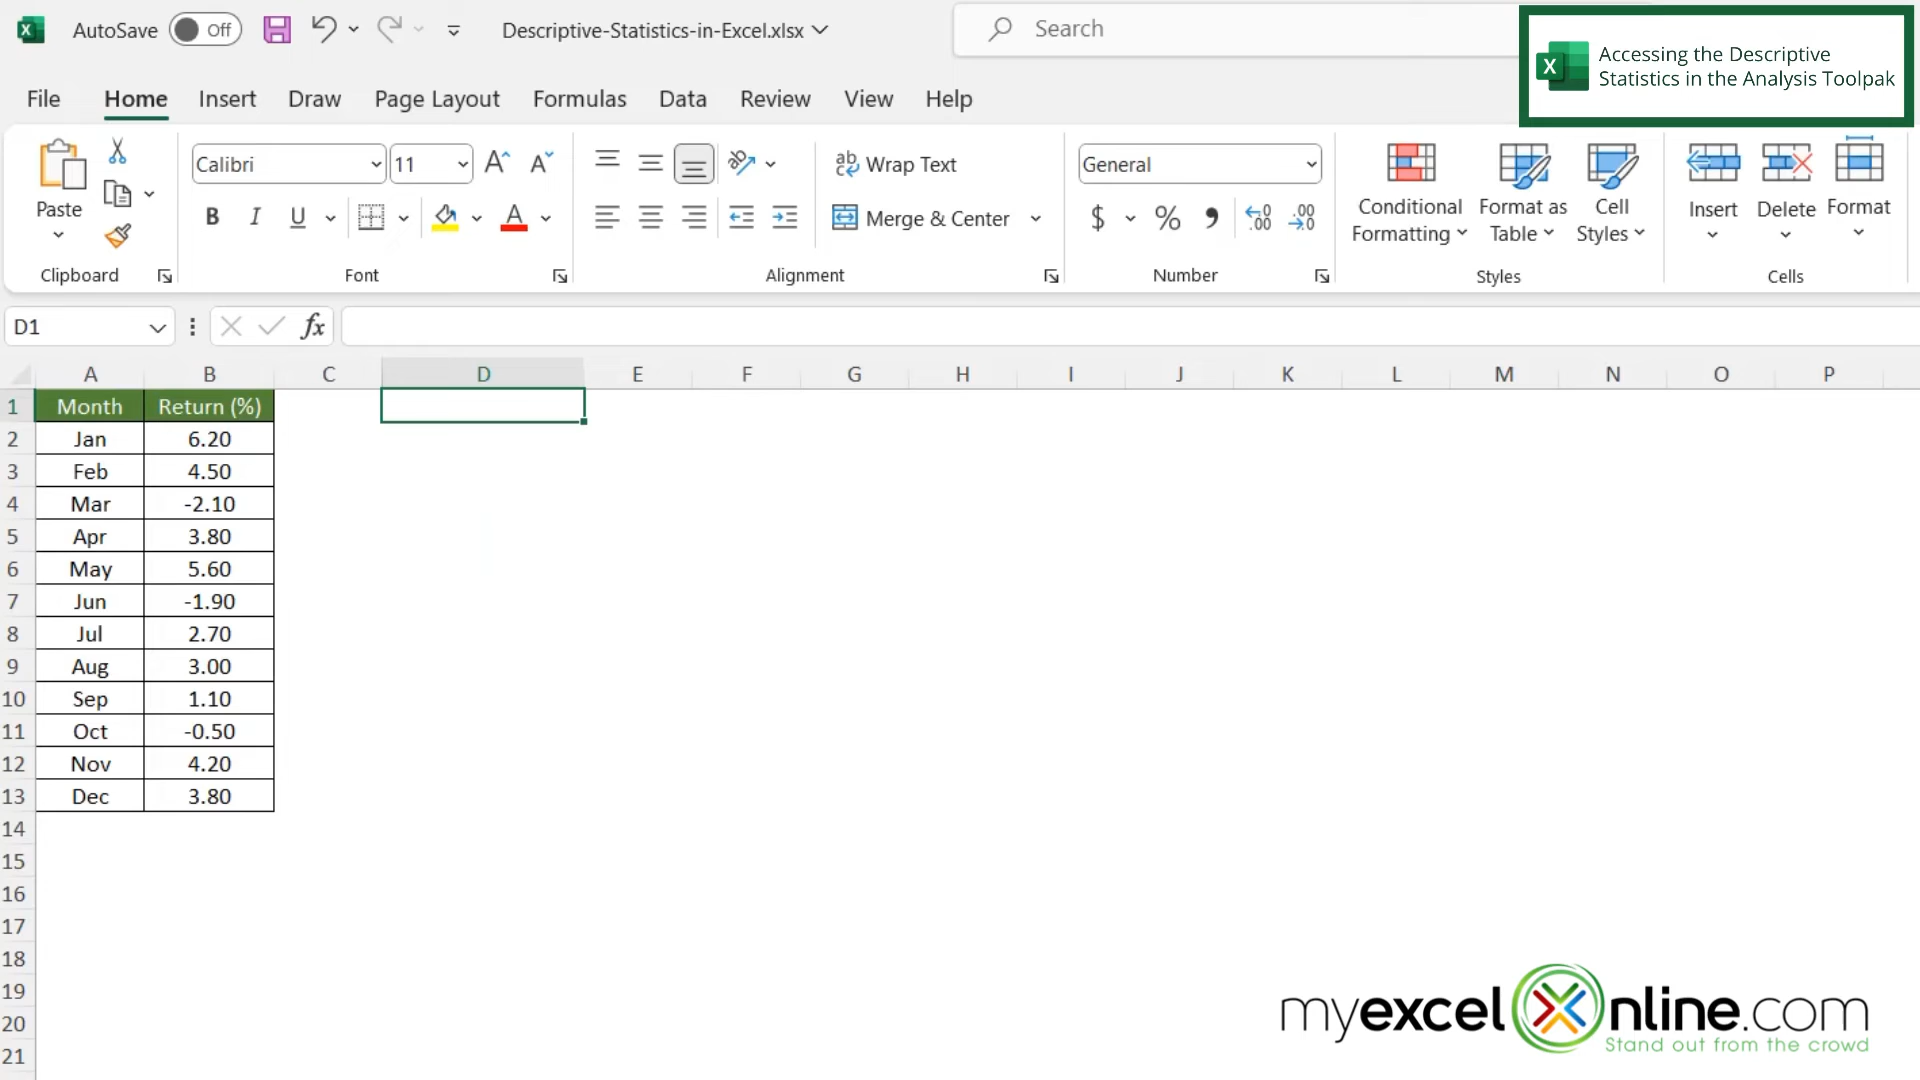 AutoSave Off Descriptive-Statistics-in-Excel.xlsx Search
Accessing the Descriptive
Statistics in the Analysis Toolpak
File Home Insert Draw Page Layout Formulas Data Review View Help
Paste
Clipboard
Calibri 11
B I U A
Font
ab Wrap Text
Merge & Center
Alignment
General
$ % ,
Number
Conditional
Formatting
Format as
Table
Cell
Styles
Styles
Insert Delete Format
Cells
D1 fx
A B C D E F G H I J K L M N O P
1 Month Return (%)
2 Jan 6.20
3 Feb 4.50
4 Mar -2.10
5 Apr 3.80
6 May 5.60
7 Jun -1.90
8 Jul 2.70
9 Aug 3.00
10 Sep 1.10
11 Oct -0.50
12 Nov 4.20
13 Dec 3.80
14
15
16
17
18
19
20
21
myexcelOnline.com
Stand out from the crowd